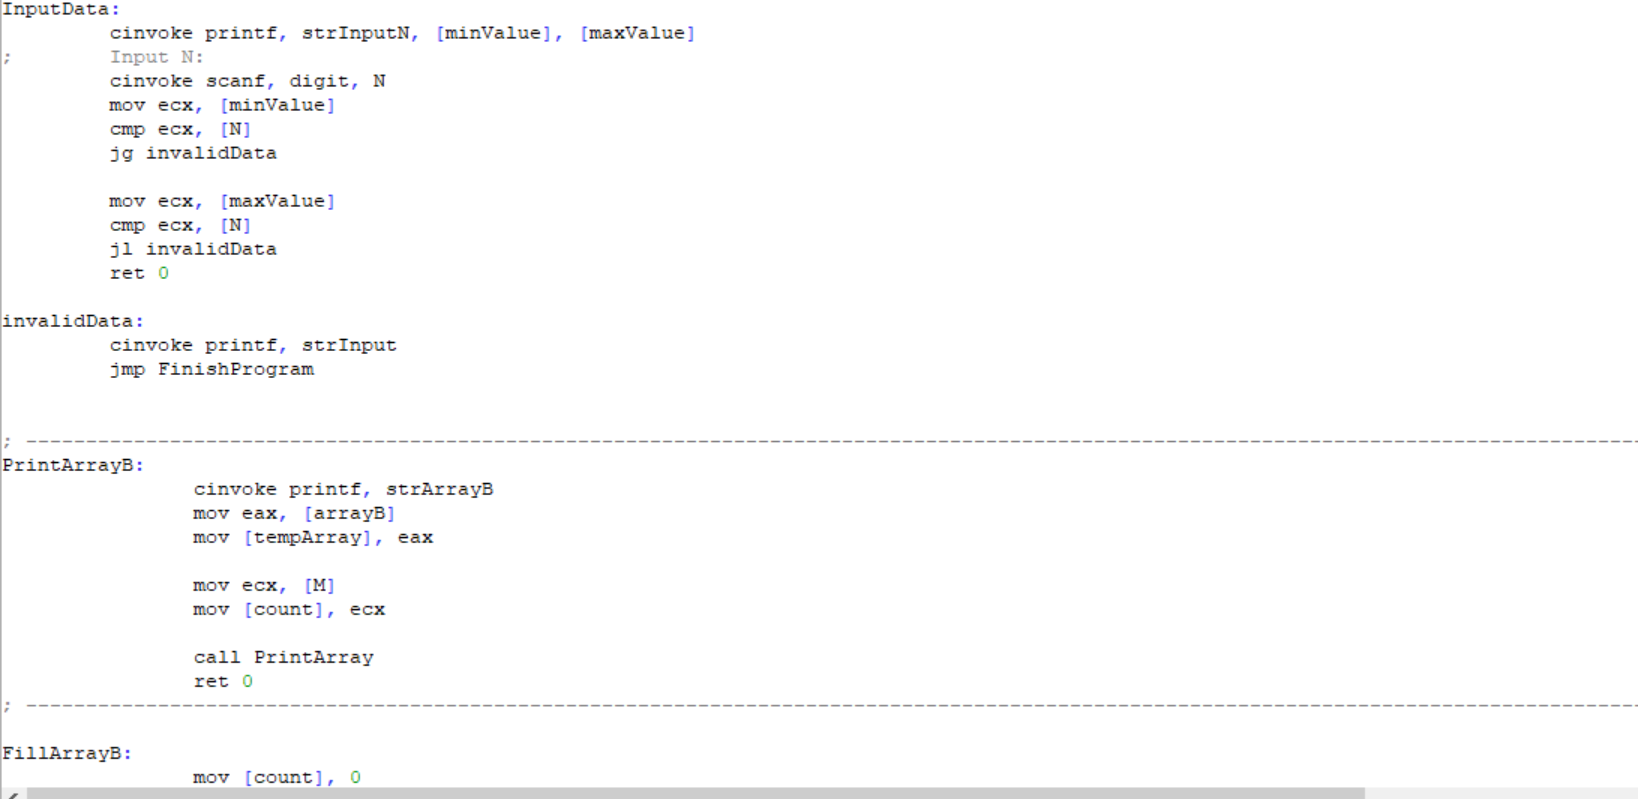 InputData:
cinvoke printf, strInputN, [minValue], [maxValue]
; Input N:
cinvoke scanf, digit, N
mov ecx, [minValue]
cmp ecx, [N]
jg invalidData
mov ecx, [maxValue]
cmp ecx, [N]
jl invalidData
ret 0
invalidData:
cinvoke printf, strInput
jmp FinishProgram
; --------------------------------------------------------------------------------------------------------------------------------------
PrintArrayB:
cinvoke printf, strArrayB
mov eax, [arrayB]
mov [tempArray], eax
mov ecx, [M]
mov [count], ecx
call PrintArray
ret 0
; --------------------------------------------------------------------------------------------------------------------------------------
FillArrayB:
mov [count], 0